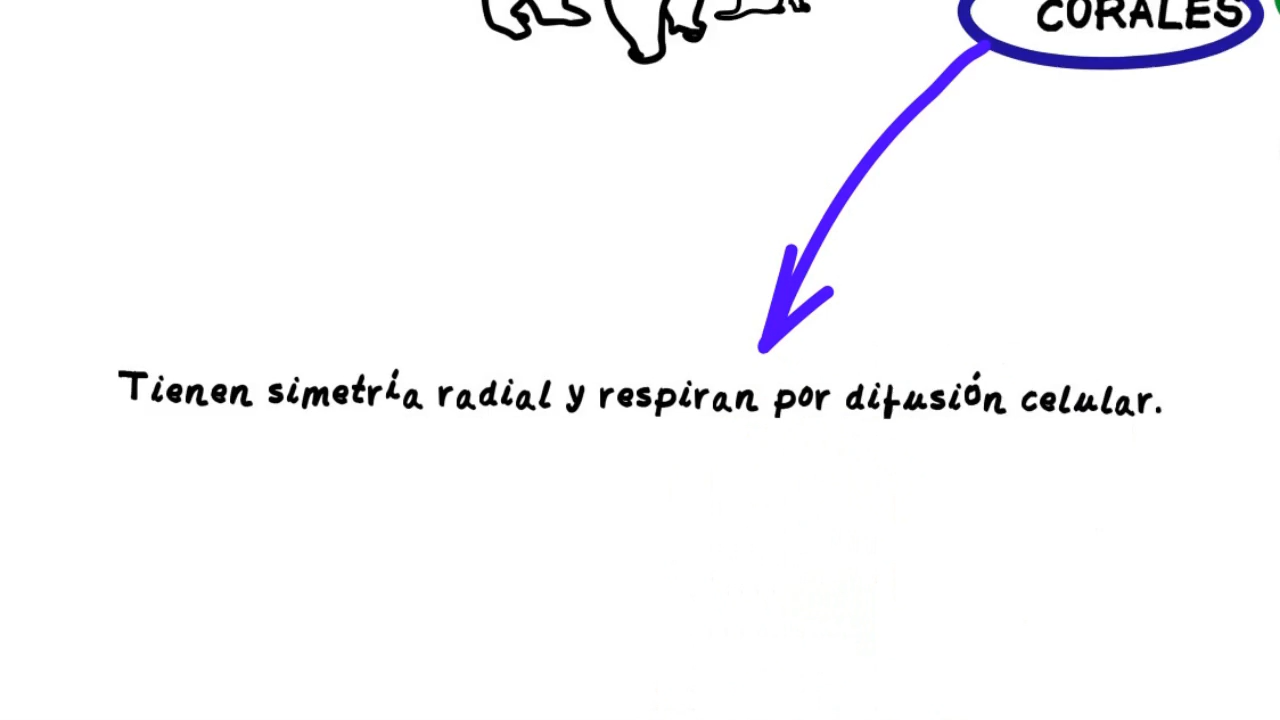 CORALES
Tienen simetría radial y respiran por difusión celular.